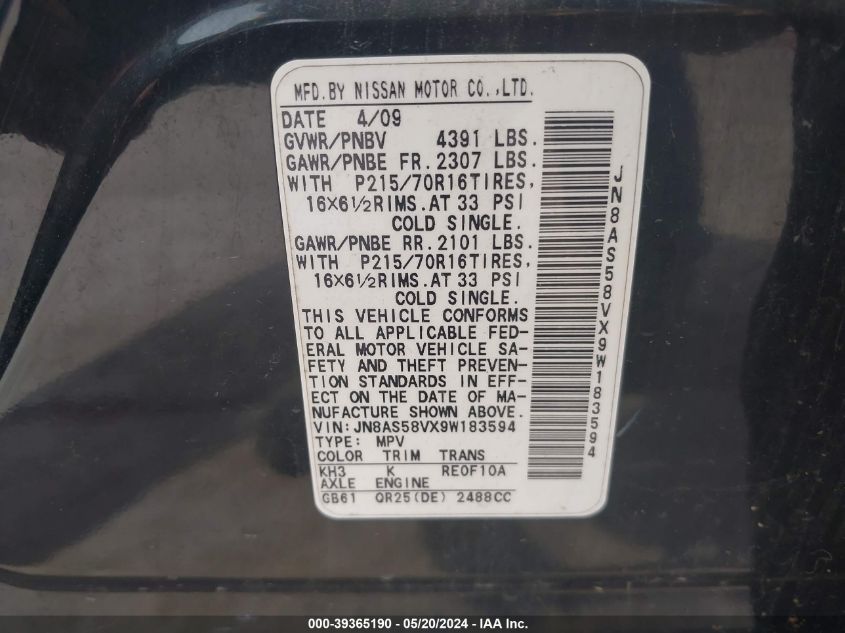 MFD.BY NISSAN MOTOR CO.,LTD.
DATE 4/09
GVWR/PNBV 4391 LBS.
GAWR/PNBE FR. 2307 LBS.
WITH P215/70R16TIRES,
16X6½RIMS.AT 33 PSI
COLD SINGLE.
GAWR/PNBE RR. 2101 LBS.
WITH P215/70R16TIRES,
16X6½RIMS.AT 33 PSI
COLD SINGLE.
THIS VEHICLE CONFORMS
TO ALL APPLICABLE FED-
ERAL MOTOR VEHICLE SA-
FETY AND THEFT PREVEN-
TION STANDARDS IN EFF-
ECT ON THE DATE OF MA-
NUFACTURE SHOWN ABOVE.
VIN:JN8AS58VX9W183594
TYPE: MPV
COLOR TRIM TRANS
KH3 K RE0F10A
AXLE ENGINE
GB61 QR25(DE) 2488CC
JN8AS58VX9W183594
000-39365190 - 05/20/2024 - IAA Inc.